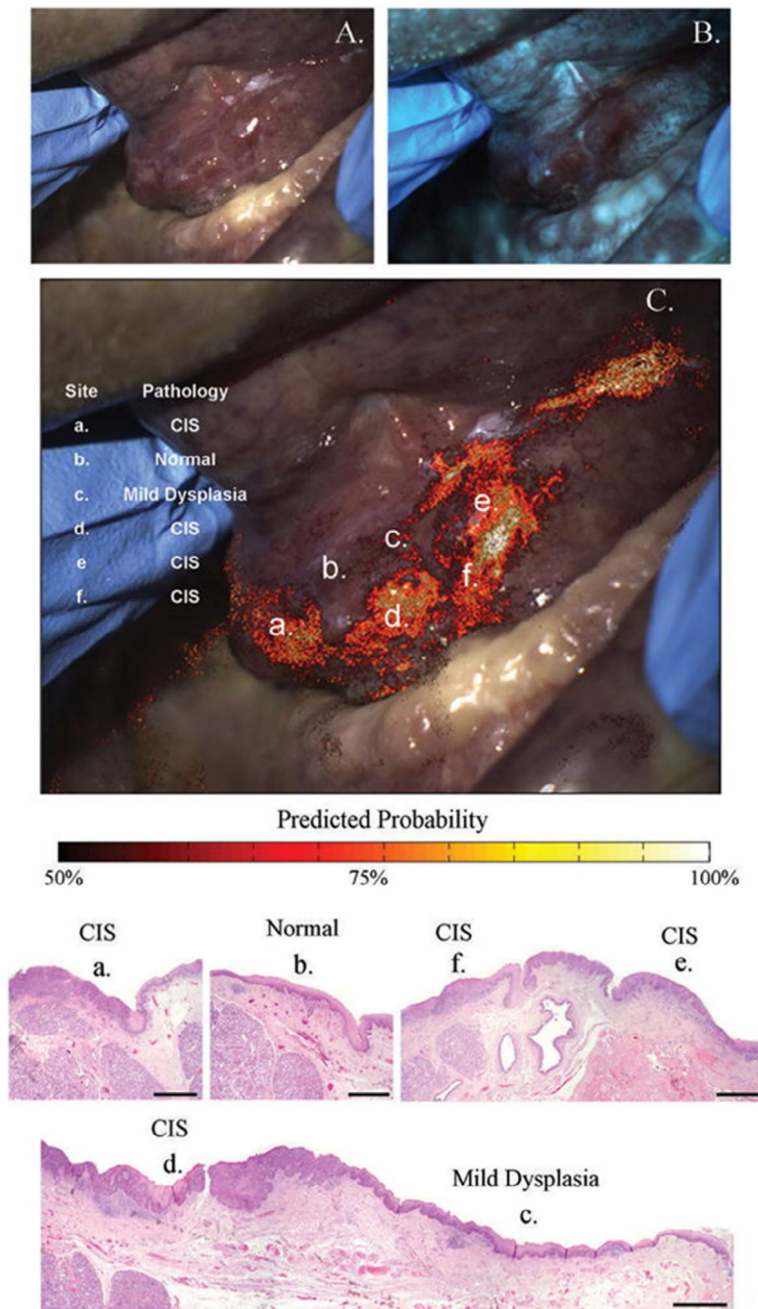 A.
B.
C.
Site Pathology
a. CIS
b. Normal
c. Mild Dysplasia
d. CIS
e CIS
f. CIS
e.
c.
b.
f.
d.
a.
Predicted Probability
50% 75% 100%
CIS Normal CIS CIS
a. b. f. e.
CIS
d.
Mild Dysplasia
c.